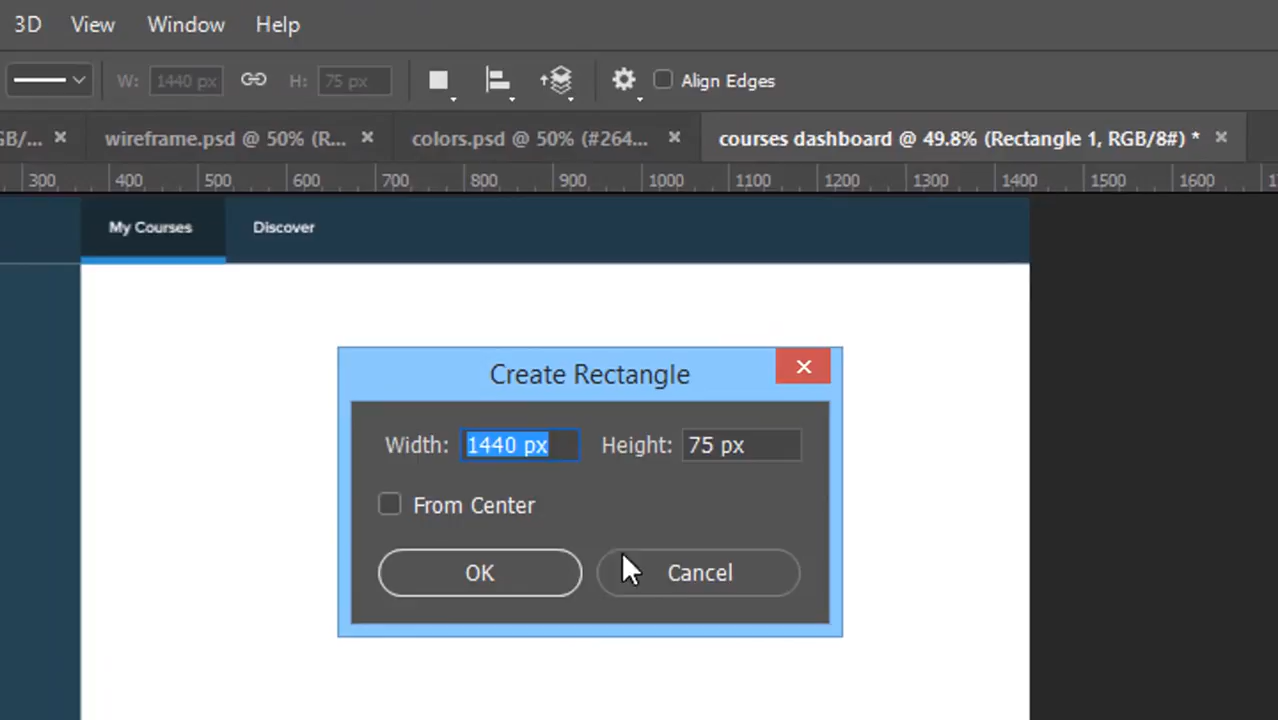 3D View Window Help
W: 1440 px H: 75 px Align Edges
GB/... × wireframe.psd @ 50% (R... × colors.psd @ 50% (#264... × courses dashboard @ 49.8% (Rectangle 1, RGB/8#) * ×
300 400 500 600 700 800 900 1000 1100 1200 1300 1400 1500 1600
My Courses Discover
Create Rectangle
Width: 1440 px Height: 75 px
From Center
OK Cancel